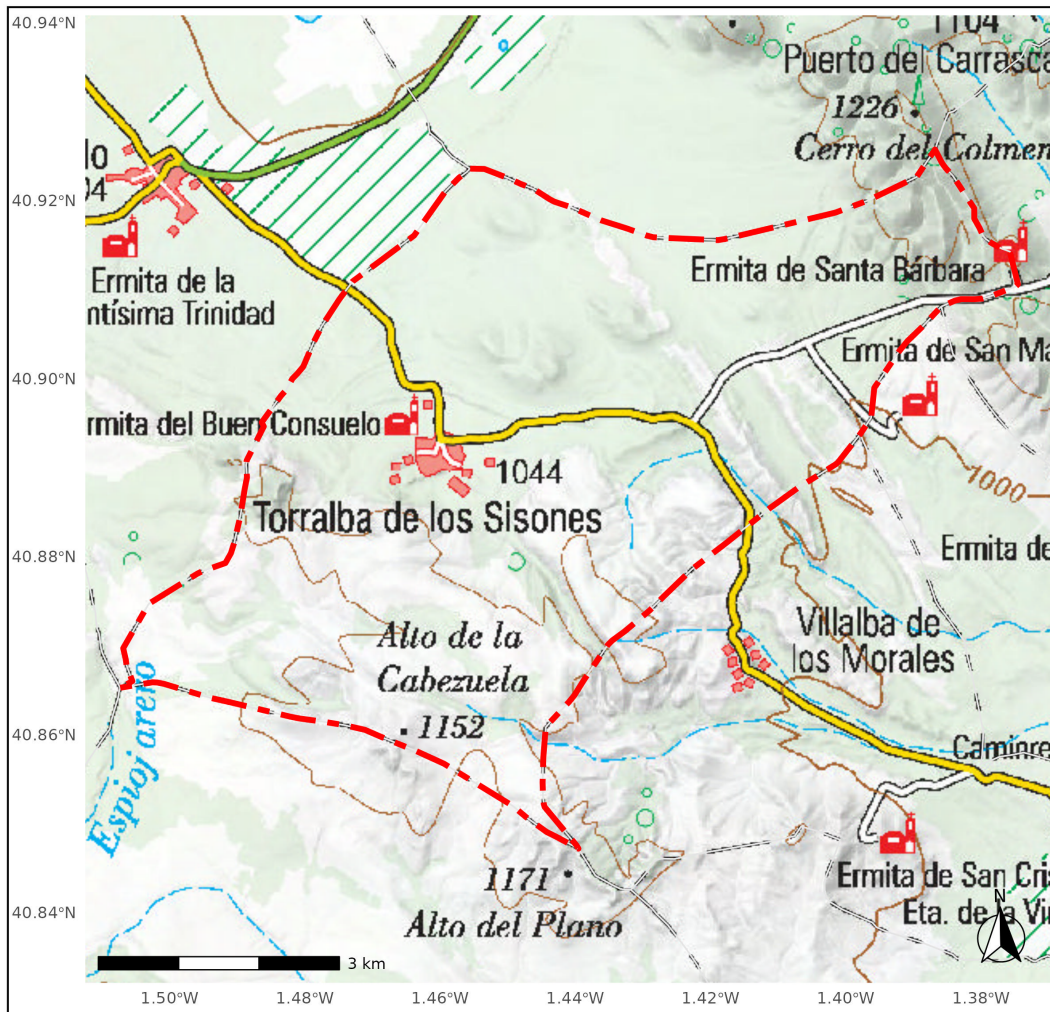 40.94°N
1104
Puerto del Carrasca
1226
Cerro del Colmen
lo
94
40.92°N
Ermita de la
ntísima Trinidad
Ermita de Santa Bárbara
Ermita de San Ma
40.90°N
rmita del Buen Consuelo
1044
1000
Torralba de los Sisones
Ermita de
40.88°N
Villalba de
los Morales
Alto de la
Cabezuela
1152
40.86°N
Caminre
Espiojarero
1171
Alto del Plano
Ermita de San Cris
Eta. de la Vir
40.84°N
N
3 km
1.50°W 1.48°W 1.46°W 1.44°W 1.42°W 1.40°W 1.38°W